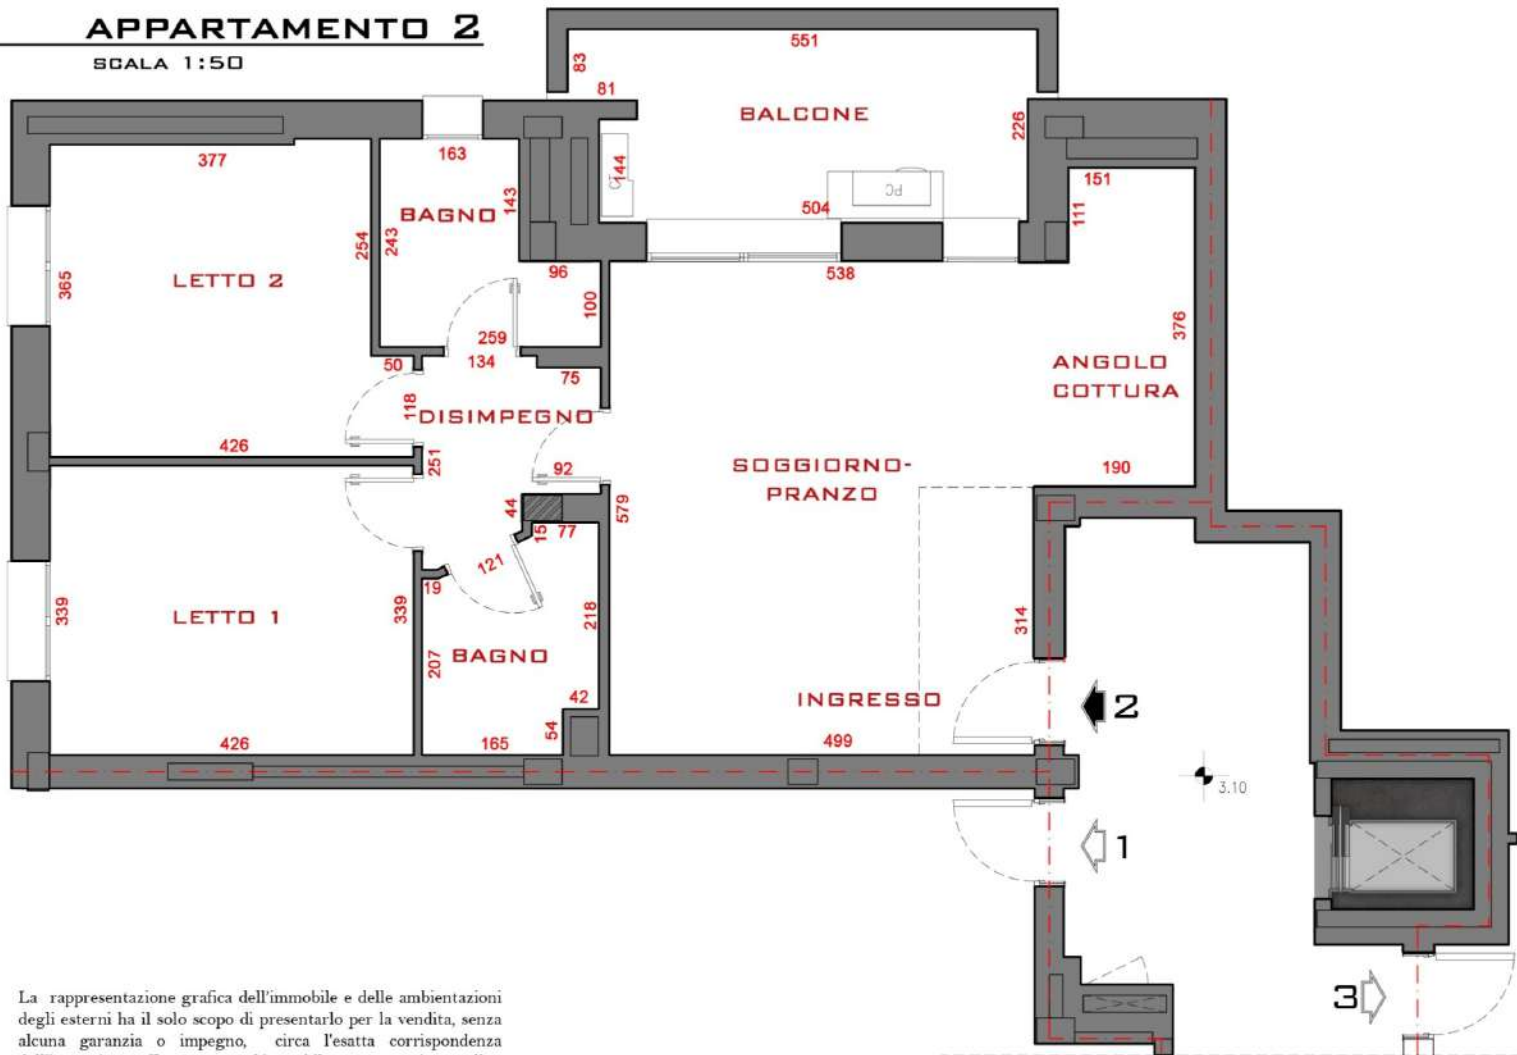 APPARTAMENTO 2
SCALA 1:50
551
83
81
BALCONE
226
377
163
143
144
PC
504
151
111
BAGNO
254
243
LETTO 2
365
96
100
538
376
259
134
50
75
ANGOLO
COTTURA
118
DISIMPEGNO
426
251
92
SOGGIORNO-
PRANZO
190
44
15
77
579
121
19
339
LETTO 1
339
218
314
207
BAGNO
42
INGRESSO
2
54
426
165
499
3.10
1
3
La rappresentazione grafica dell'immobile e delle ambientazioni
degli esterni ha il solo scopo di presentarlo per la vendita, senza
alcuna garanzia o impegno, circa l'esatta corrispondenza